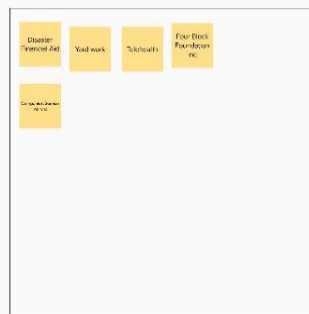 Disaster
Financial Aid
Yard work
Telehealth
Four Block
Foundation
Inc